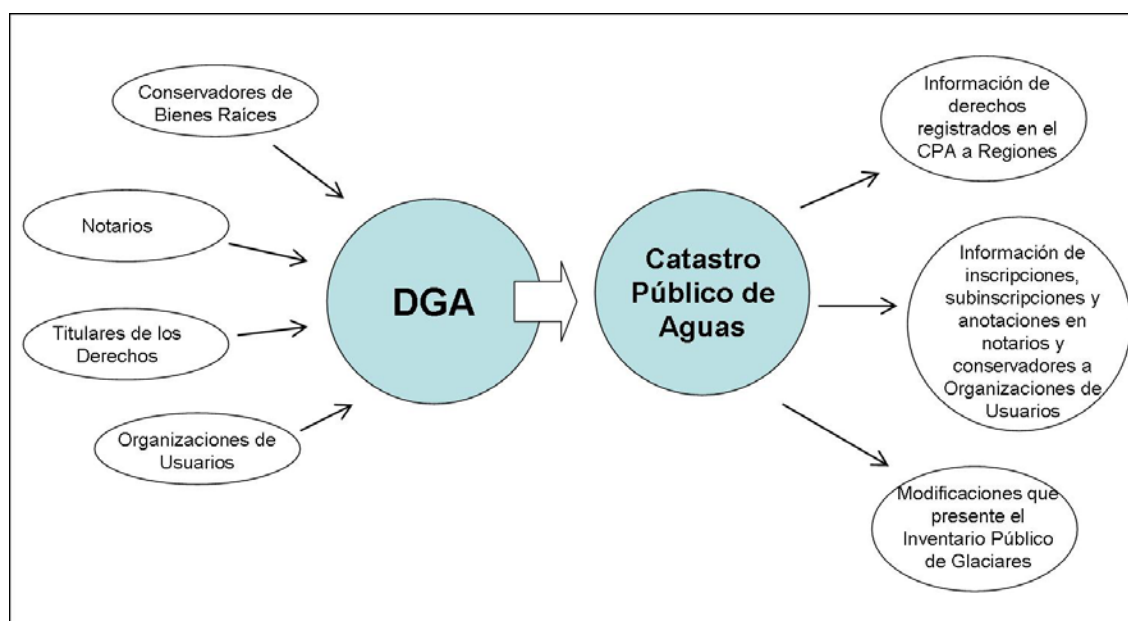 Conservadores de
Bienes Raíces
Notarios
Titulares de los
Derechos
Organizaciones de
Usuarios
DGA
Catastro
Público de
Aguas
Información de
derechos
registrados en el
CPA a Regiones
Información de
inscripciones,
subinscripciones y
anotaciones en
notarios y
conservadores a
Organizaciones de
Usuarios
Modificaciones que
presente el
Inventario Público
de Glaciares